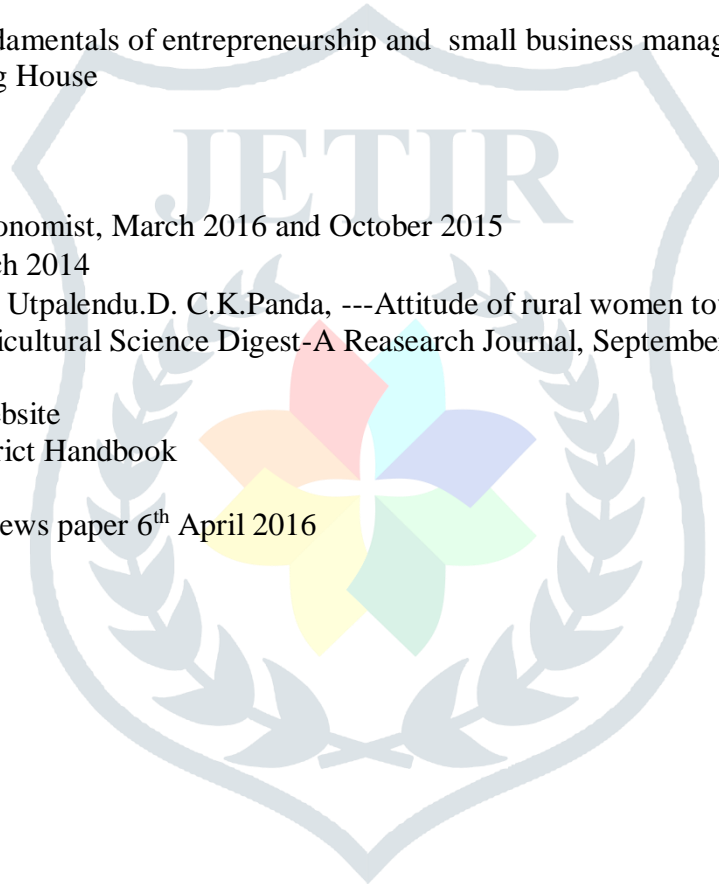 damentals of entrepreneurship and small business manag
g House
JETIR
onomist, March 2016 and October 2015
ch 2014
Utpalendu.D. C.K.Panda, ---Attitude of rural women to
icultural Science Digest-A Reasearch Journal, September
bsite
rict Handbook
ews paper 6th April 2016